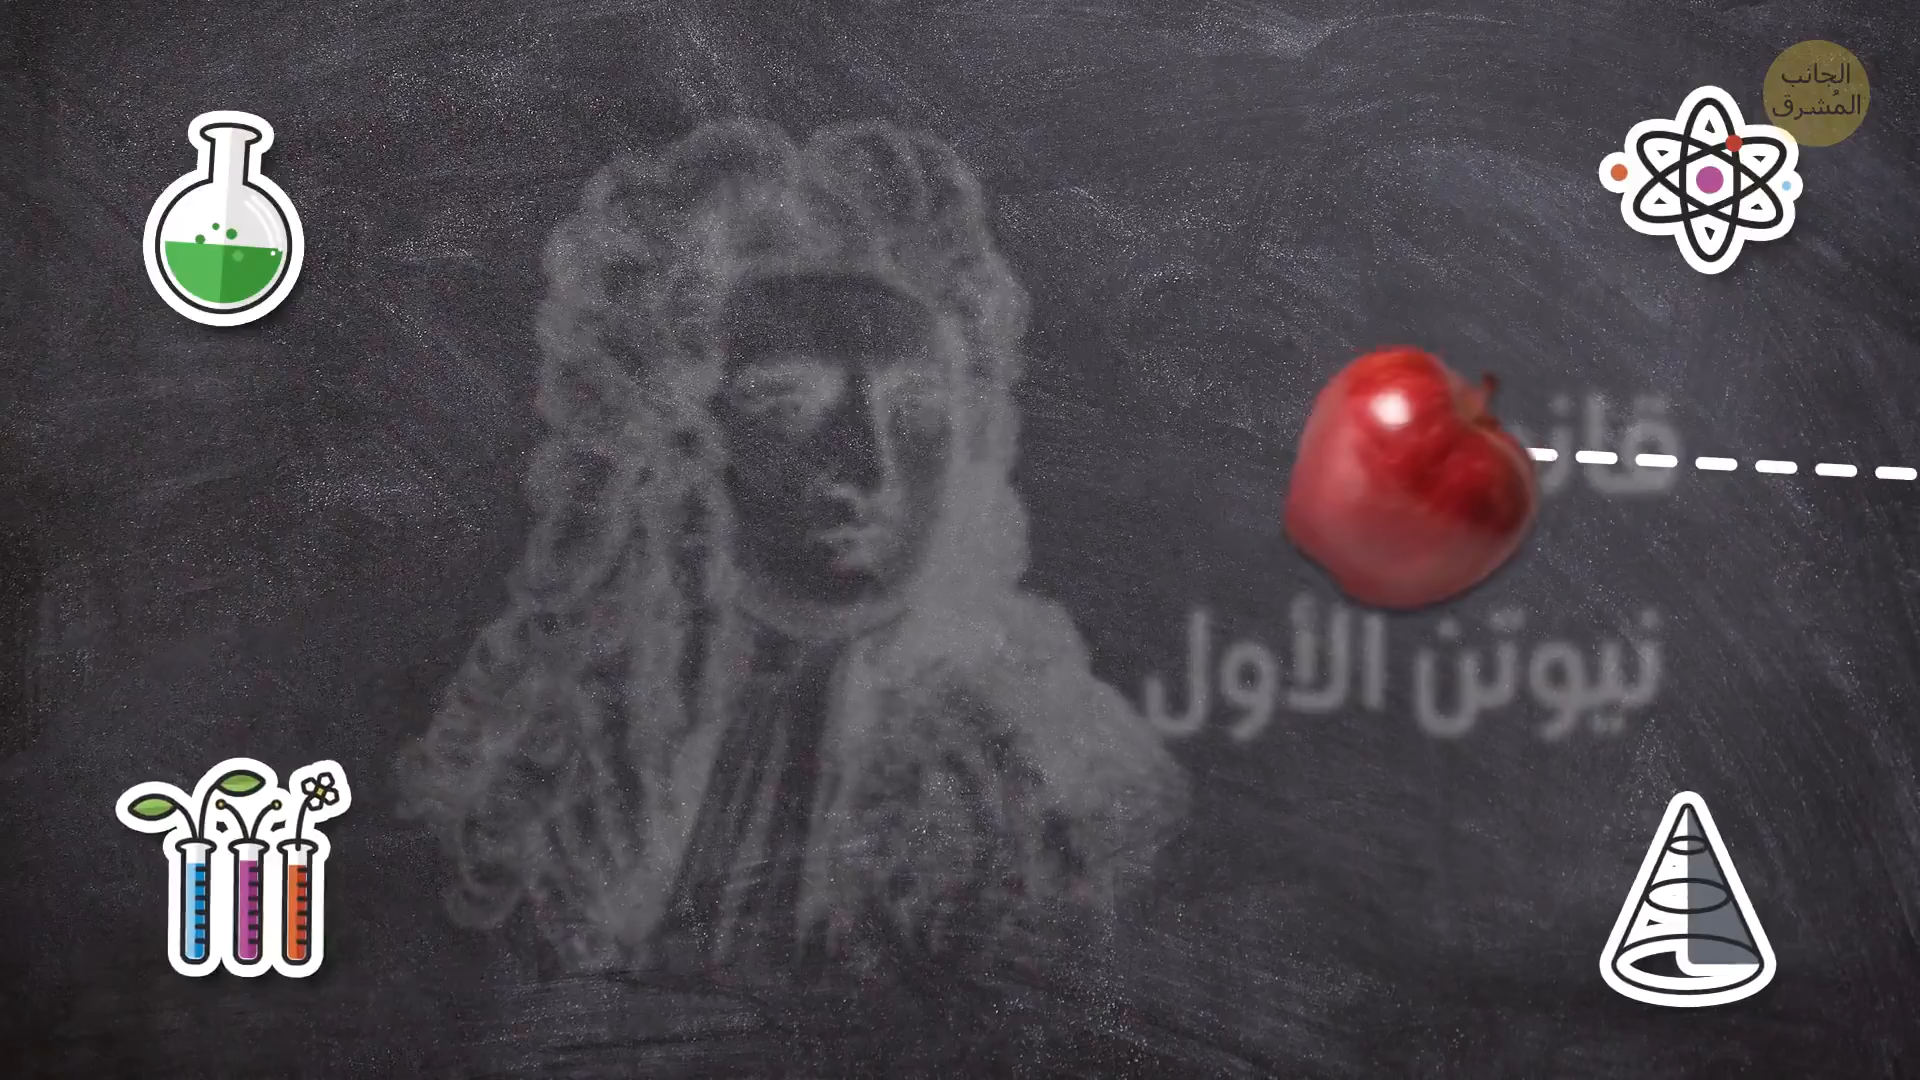 الجانب
المُشرق
نيوتن الأول